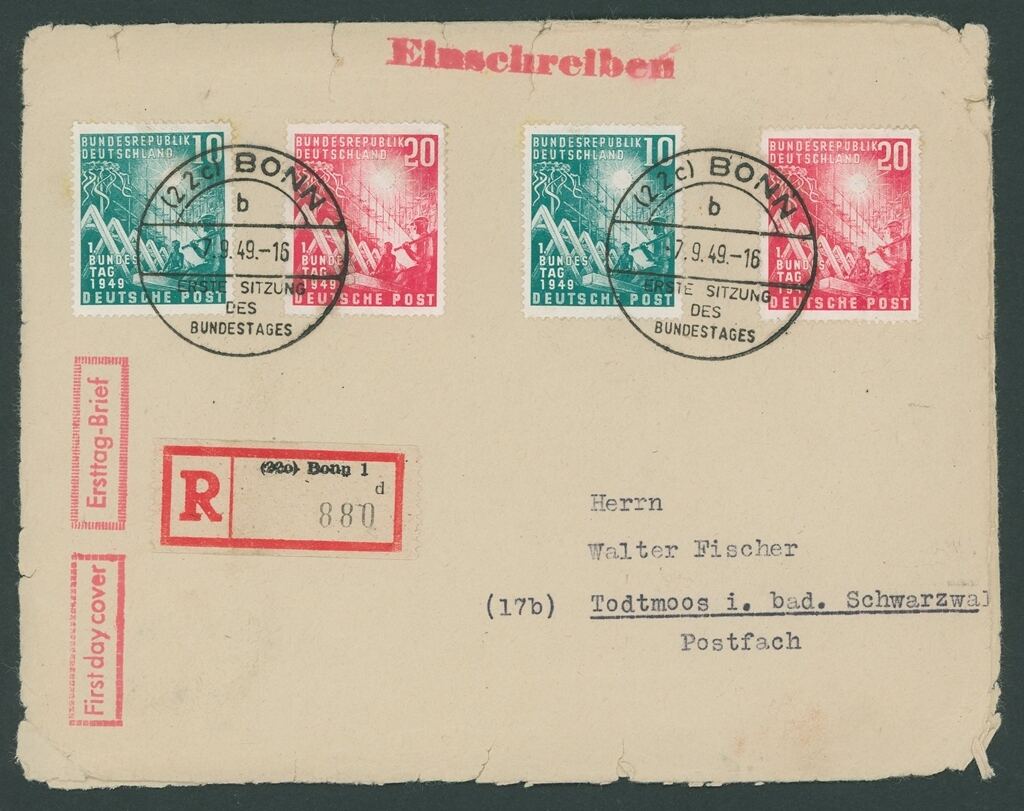 Einschreiben
BUNDESREPUBLIK
DEUTSCHLAND
10
1.
BUNDES
TAG
1949
DEUTSCHE POST
BUNDESREPUBLIK
DEUTSCHLAND
20
1.
BUNDES
TAG
1949
DEUTSCHE POST
(22c) BONN
b
7.9.49.-16
ERSTE SITZUNG
DES
BUNDESTAGES
BUNDESREPUBLIK
DEUTSCHLAND
10
1.
BUNDES
TAG
1949
DEUTSCHE POST
BUNDESREPUBLIK
DEUTSCHLAND
20
1.
BUNDES
TAG
1949
DEUTSCHE POST
(22c) BONN
b
-7.9.49.-16
ERSTE SITZUNG
DES
BUNDESTAGES
Ersttag-Brief
First day cover
R
(22c) Bonn 1
d
880
Herrn
Walter Fischer
(17b) Todtmoos i. bad. Schwarzwal
Postfach